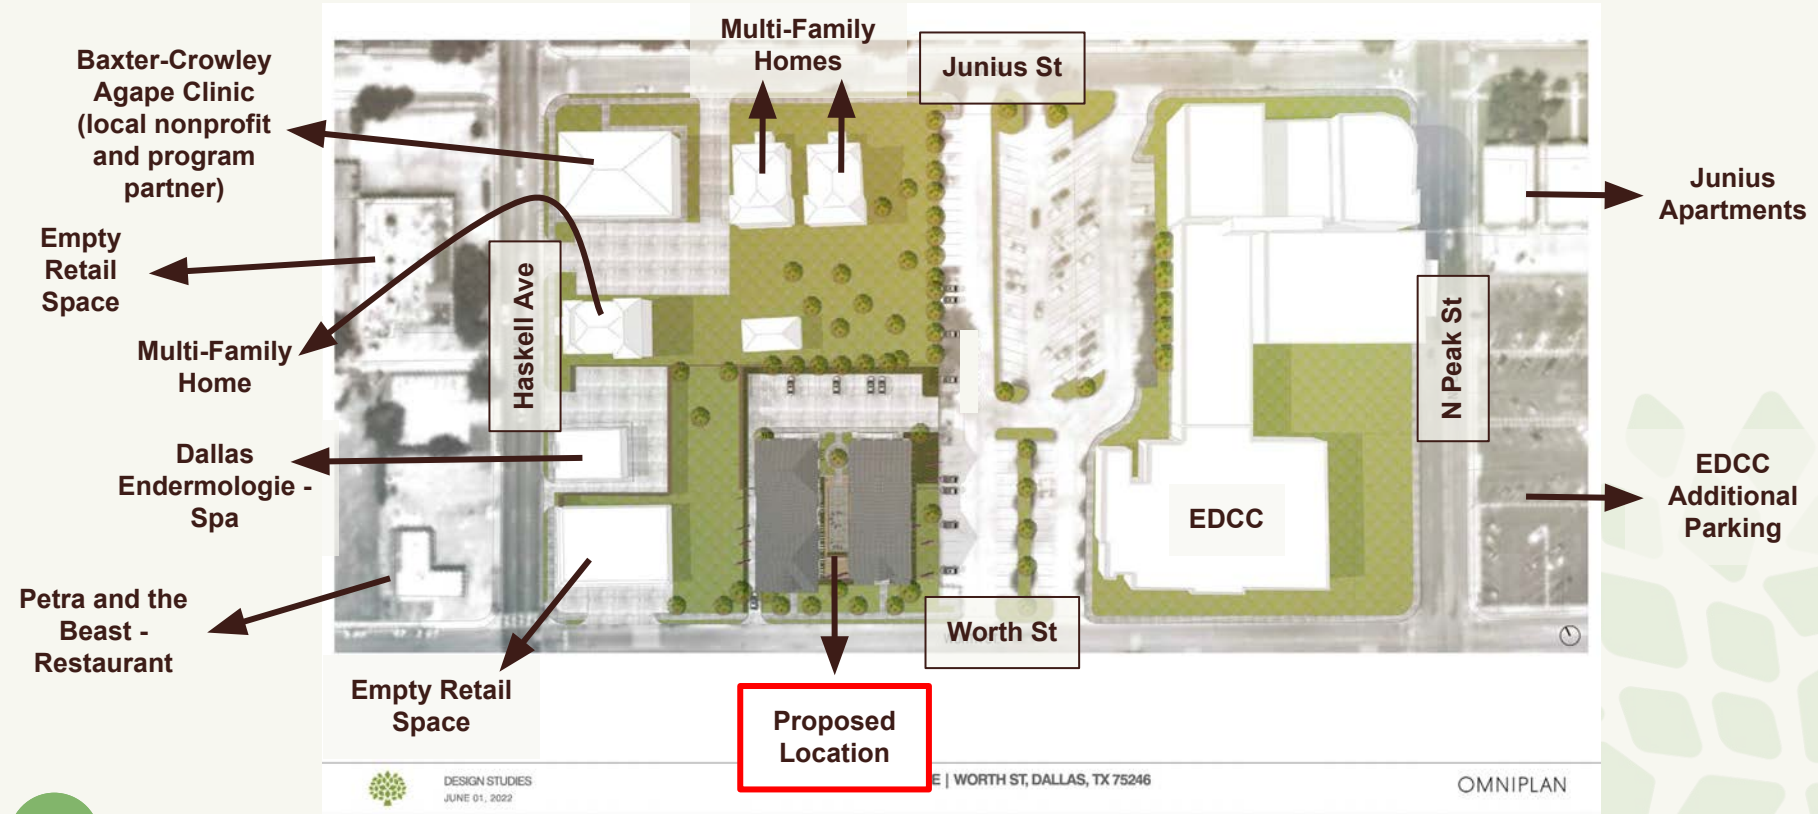 Multi-Family
Homes
Junius St
Baxter-Crowley
Agape Clinic
(local nonprofit
and program
partner)
Junius
Apartments
Empty
Retail
Space
Haskell Ave
N Peak St
Multi-Family
Home
Dallas
Endermologie -
Spa
EDCC
EDCC
Additional
Parking
Petra and the
Beast -
Restaurant
Worth St
Empty Retail
Space
Proposed
Location
DESIGN STUDIES
JUNE 01, 2022
E | WORTH ST, DALLAS, TX 75246
OMNIPLAN